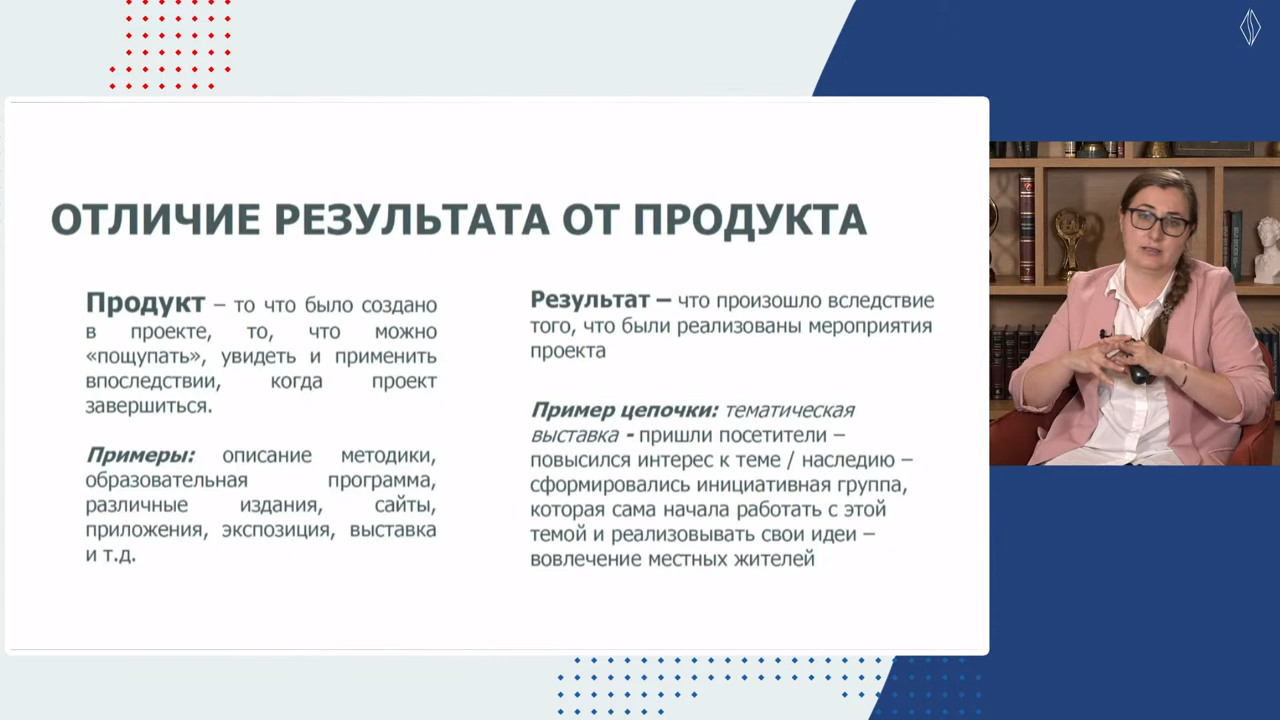 ОТЛИЧИЕ РЕЗУЛЬТАТА ОТ ПРОДУКТА
Продукт – то что было создано
в проекте, то, что можно
«пощупать», увидеть и применить
впоследствии, когда проект
завершиться.
Примеры: описание методики,
образовательная программа,
различные издания, сайты,
приложения, экспозиция, выставка
и т.д.
Результат – что произошло вследствие
того, что были реализованы мероприятия
проекта
Пример цепочки: тематическая
выставка - пришли посетители –
повысился интерес к теме / наследию –
сформировались инициативная группа,
которая сама начала работать с этой
темой и реализовывать свои идеи –
вовлечение местных жителей